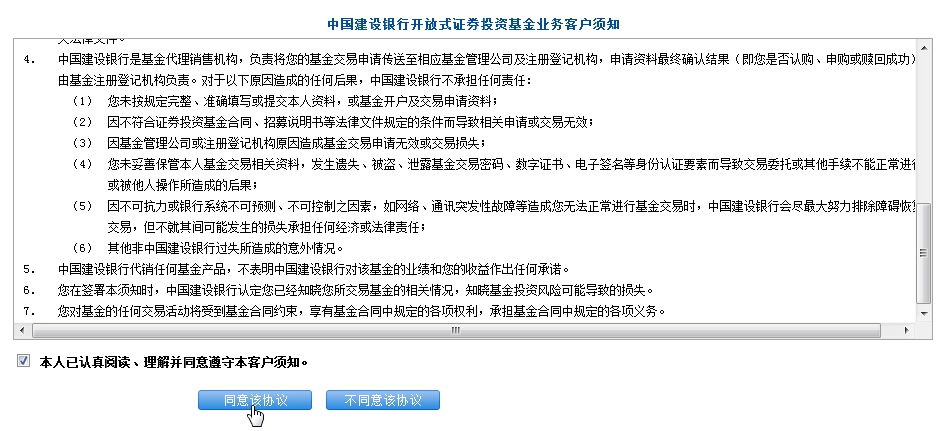 中国建设银行开放式证券投资基金业务客户须知
关法律文件。
4. 中国建设银行是基金代理销售机构，负责将您的基金交易申请传送至相应基金管理公司及注册登记机构，申请资料最终确认结果（即您是否认购、申购或赎回成功）
由基金注册登记机构负责。对于以下原因造成的任何后果，中国建设银行不承担任何责任：
（1） 您未按规定完整、准确填写或提交本人资料，或基金开户及交易申请资料；
（2） 因不符合证券投资基金合同、招募说明书等法律文件规定的条件而导致相关申请或交易无效；
（3） 因基金管理公司或注册登记机构原因造成基金交易申请无效或交易损失；
（4） 您未妥善保管本人基金交易相关资料，发生遗失、被盗、泄露基金交易密码、数字证书、电子签名等身份认证要素而导致交易委托或其他手续不能正常进行
或被他人操作所造成的后果；
（5） 因不可抗力或银行系统不可预测、不可控制之因素，如网络、通讯突发性故障等造成您无法正常进行基金交易时，中国建设银行会尽最大努力排除障碍恢复
交易，但不就其间可能发生的损失承担任何经济或法律责任；
（6） 其他非中国建设银行过失所造成的意外情况。
5. 中国建设银行代销任何基金产品，不表明中国建设银行对该基金的业绩和您的收益作出任何承诺。
6. 您在签署本须知时，中国建设银行认定您已经知晓您所交易基金的相关情况，知晓基金投资风险可能导致的损失。
7. 您对基金的任何交易活动将受到基金合同约束，享有基金合同中规定的各项权利，承担基金合同中规定的各项义务。
本人已认真阅读、理解并同意遵守本客户须知。
同意该协议 不同意该协议